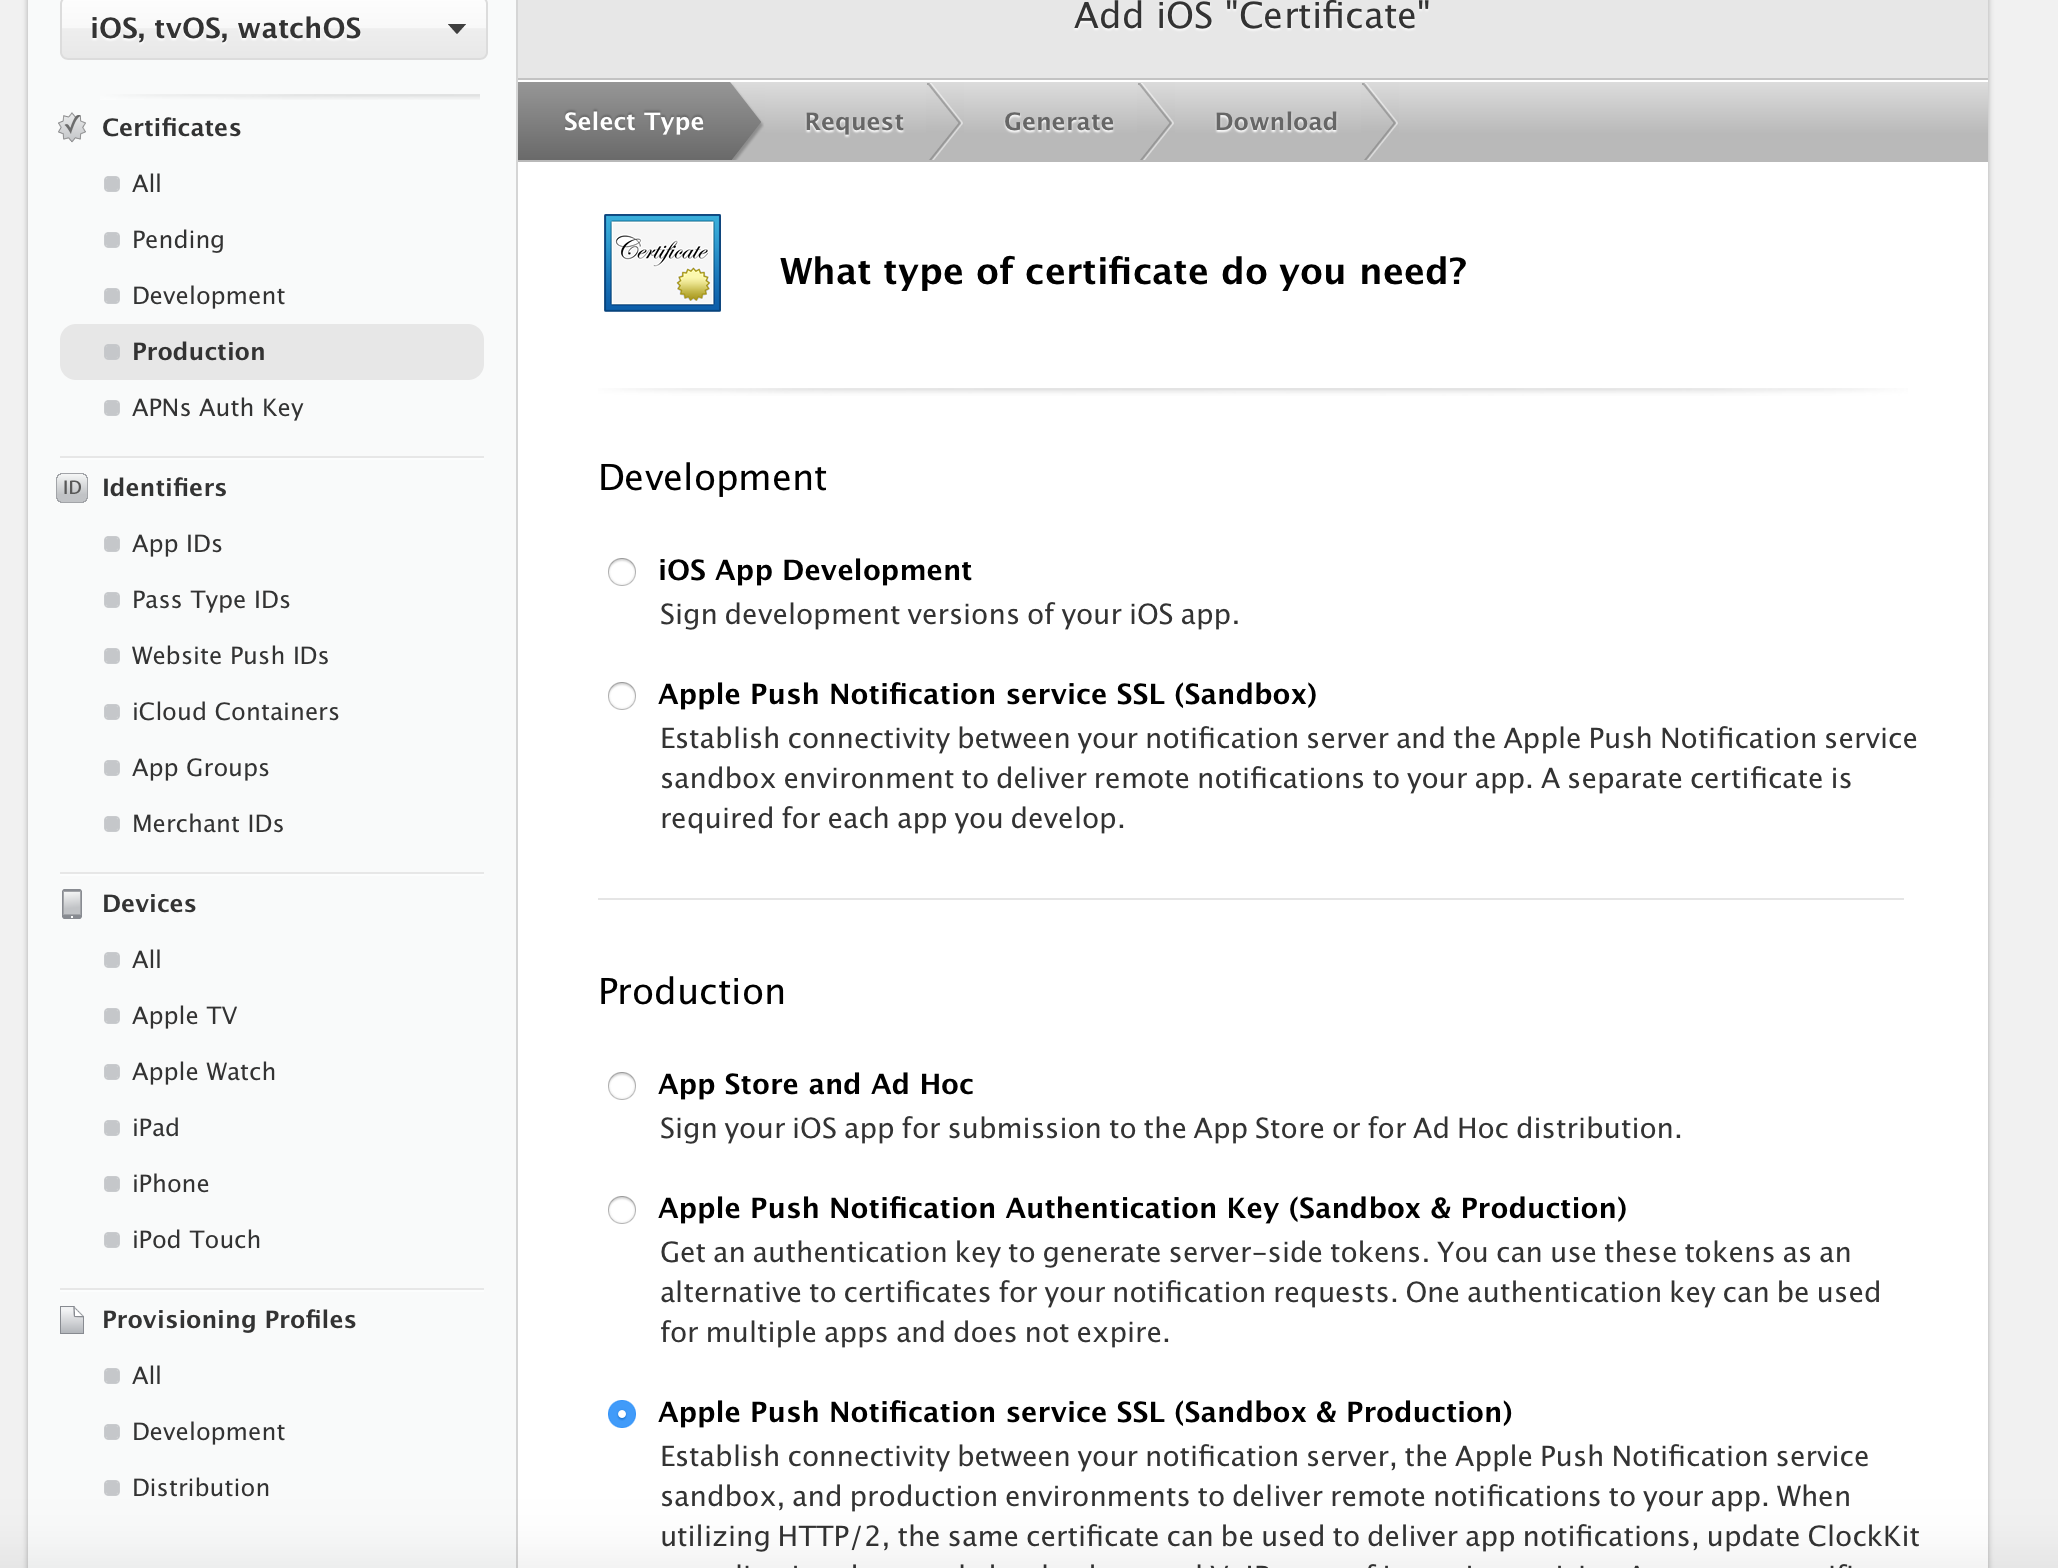 iOS, tvOS, watchOS
Certificates
All
Pending
Development
Production
APNs Auth Key
ID
Identifiers
App IDs
Pass Type IDs
Website Push IDs
iCloud Containers
App Groups
Merchant IDs
Devices
All
Apple TV
Apple Watch
iPad
iPhone
iPod Touch
Provisioning Profiles
All
Development
Distribution
Add iOS "Certificate"
Select Type
Request
Generate
Download
Certificate
What type of certificate do you need?
Development
iOS App Development
Sign development versions of your iOS app.
Apple Push Notification service SSL (Sandbox)
Establish connectivity between your notification server and the Apple Push Notification service
sandbox environment to deliver remote notifications to your app. A separate certificate is
required for each app you develop.
Production
App Store and Ad Hoc
Sign your iOS app for submission to the App Store or for Ad Hoc distribution.
Apple Push Notification Authentication Key (Sandbox & Production)
Get an authentication key to generate server-side tokens. You can use these tokens as an
alternative to certificates for your notification requests. One authentication key can be used
for multiple apps and does not expire.
Apple Push Notification service SSL (Sandbox & Production)
Establish connectivity between your notification server, the Apple Push Notification service
sandbox, and production environments to deliver remote notifications to your app. When
utilizing HTTP/2, the same certificate can be used to deliver app notifications, update ClockKit